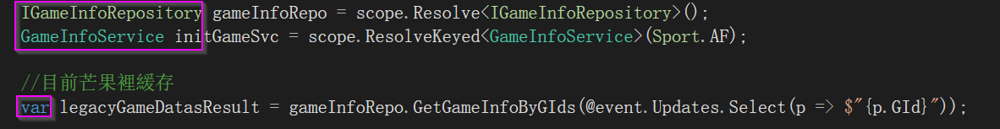 IGameInfoRepository gameInfoRepo = scope.Resolve<IGameInfoRepository>();
GameInfoService initGameSvc = scope.ResolveKeyed<GameInfoService>(Sport.AF);
//目前芒果裡緩存
var legacyGameDatasResult = gameInfoRepo.GetGameInfoByGIds(@event.Updates.Select(p => $"{p.GId}"));